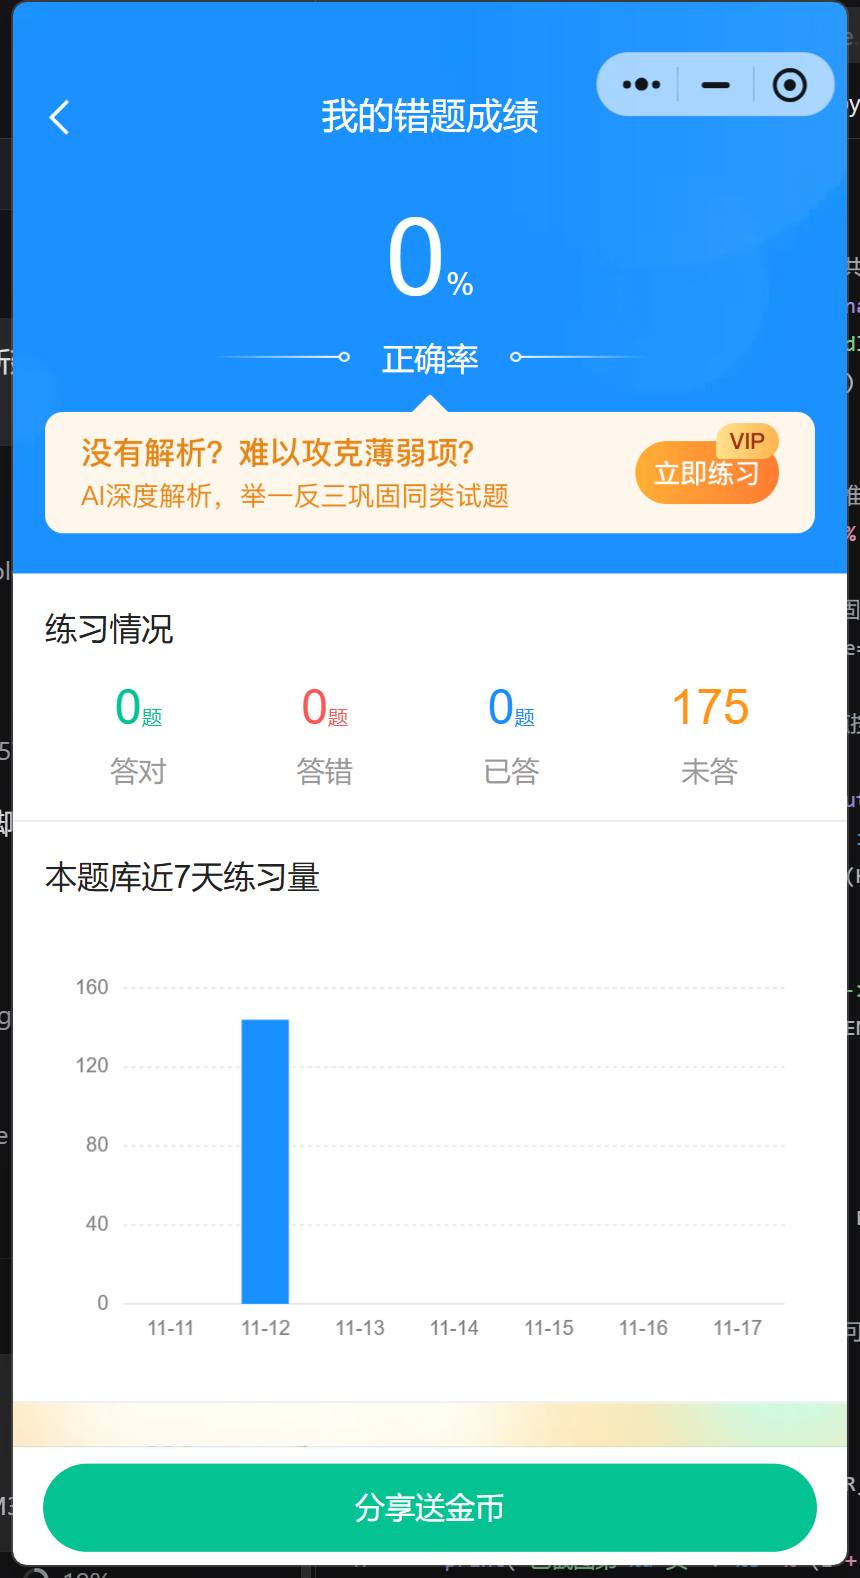 我的错题成绩
0%
正确率
没有解析？难以攻克薄弱项？
VIP
立即练习
AI深度解析，举一反三巩固同类试题
练习情况
0题 0题 0题 175
答对 答错 已答 未答
本题库近7天练习量
160
120
80
40
0
11-11 11-12 11-13 11-14 11-15 11-16 11-17
分享送金币